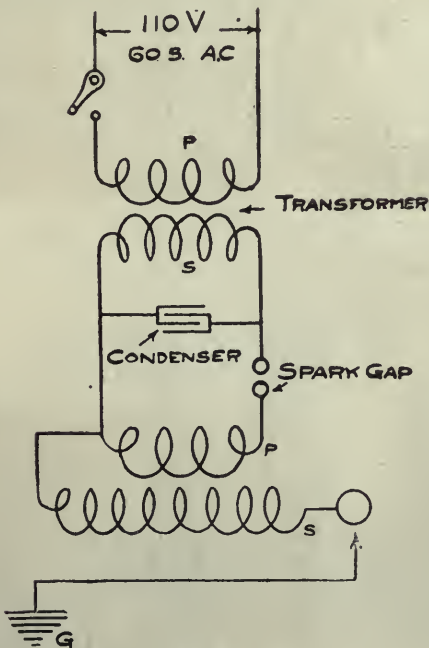 110 V
60 S. A.C
P
TRANSFORMER
S
CONDENSER
SPARK GAP
P
S
G